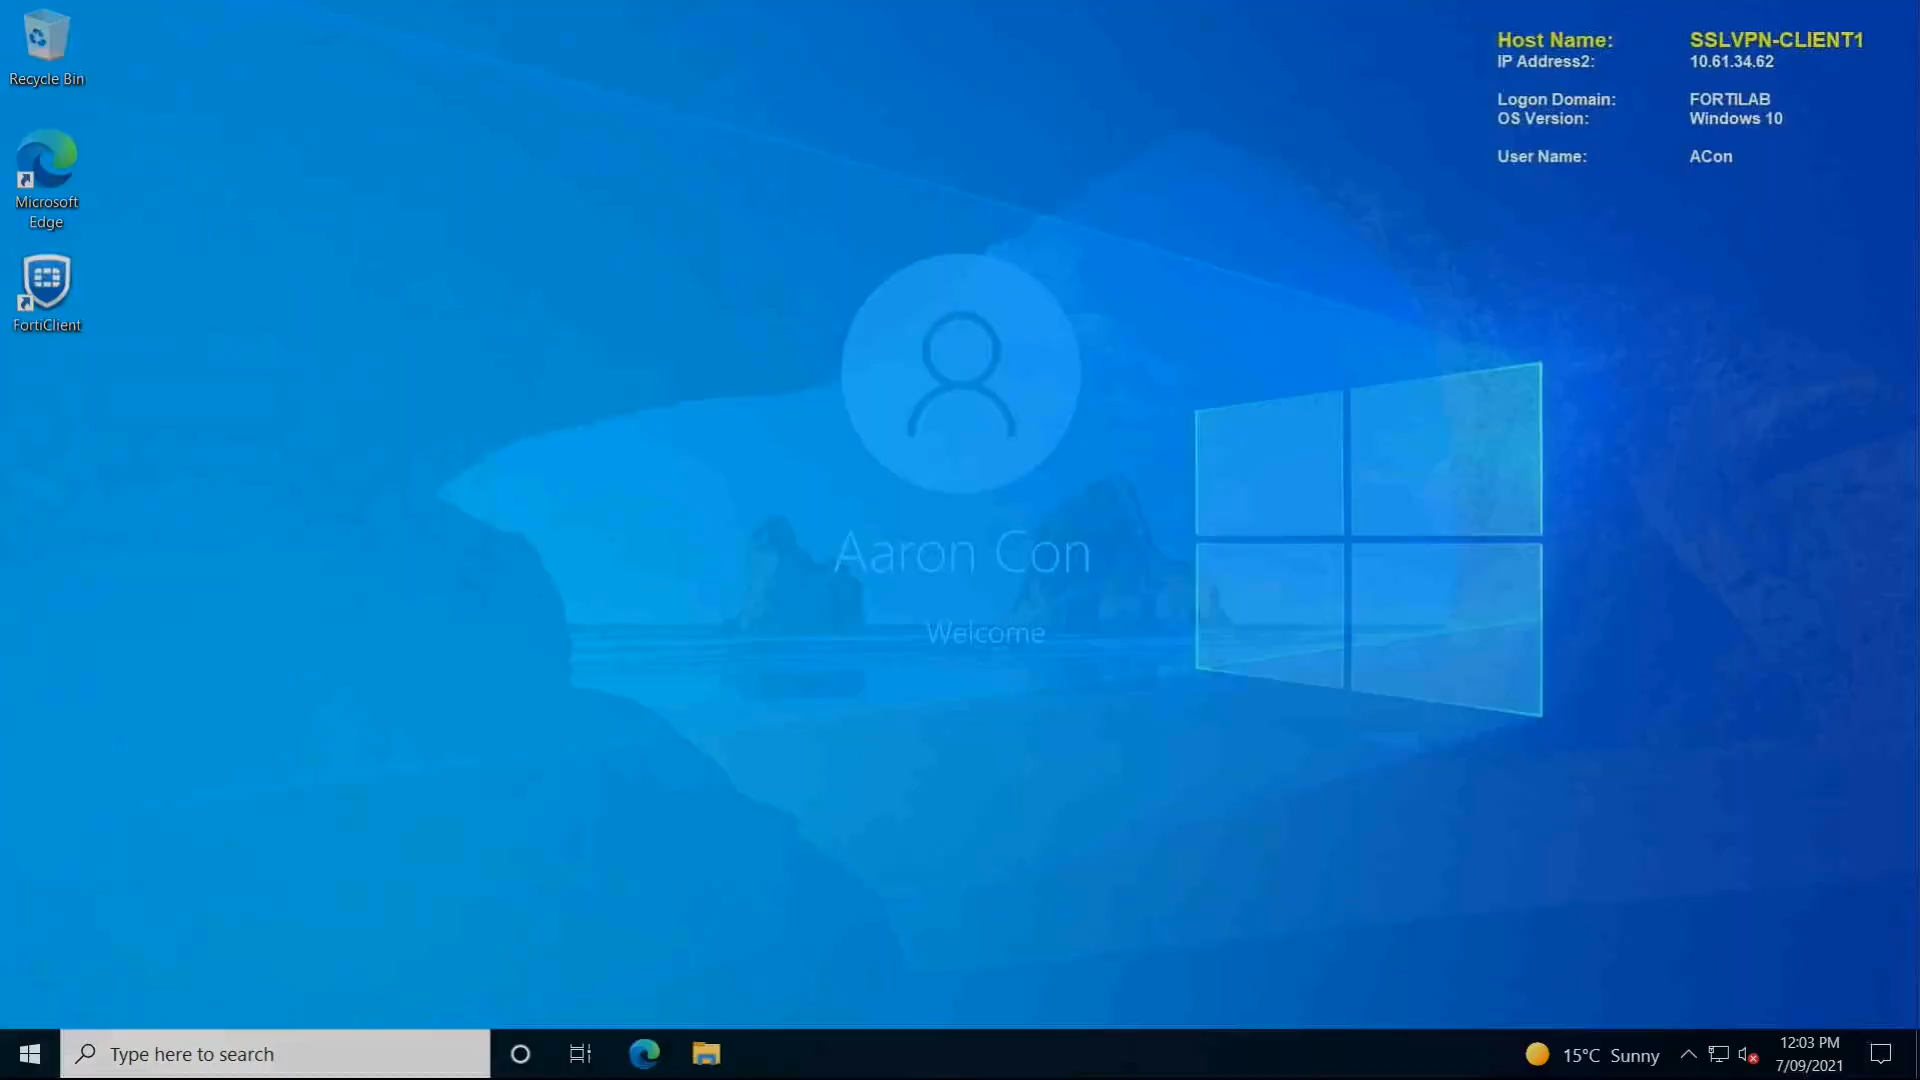 Recycle Bin
Microsoft
Edge
FortiClient
Host Name: SSLVPN-CLIENT1
IP Address2: 10.61.34.62
Logon Domain: FORTILAB
OS Version: Windows 10
User Name: ACon
Aaron Con
Welcome
Type here to search
15°C Sunny
12:03 PM
7/09/2021